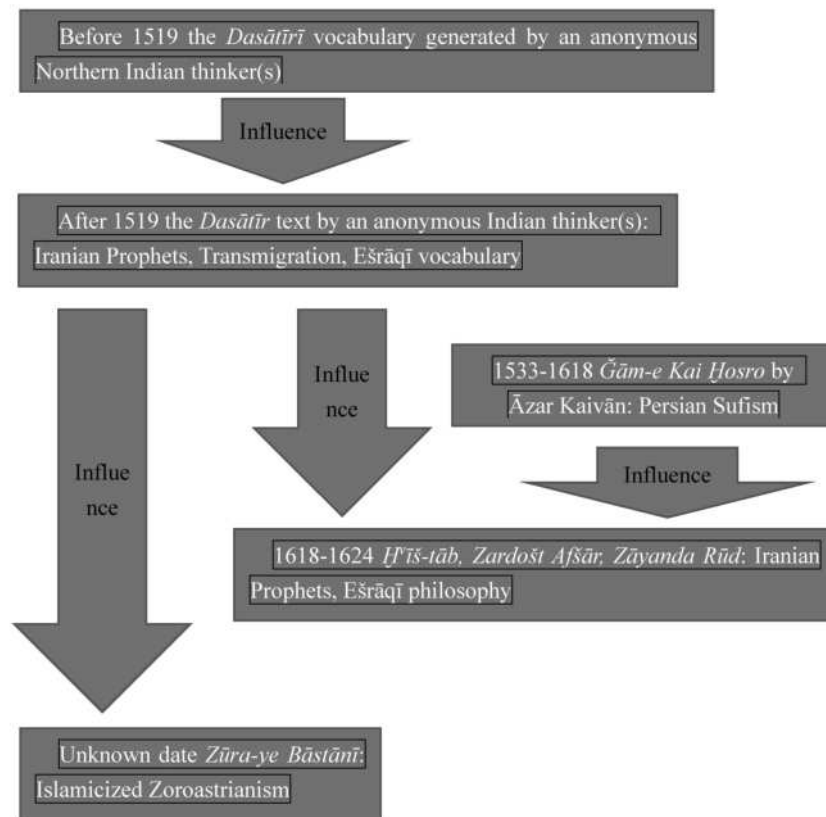 Before 1519 the Dasātīrī vocabulary generated by an anonymous
Northern Indian thinker(s)
Influence
After 1519 the Dasātīr text by an anonymous Indian thinker(s):
Iranian Prophets, Transmigration, Ešrāqī vocabulary
Influe
nce
1533-1618 Ǧām-e Kai Ḫosro by
Āzar Kaivān: Persian Sufism
Influe
nce
Influence
1618-1624 Ḫᵛīš-tāb, Zardošt Afšār, Zāyanda Rūd: Iranian
Prophets, Ešrāqī philosophy
Unknown date Zūra-ye Bāstānī:
Islamicized Zoroastrianism